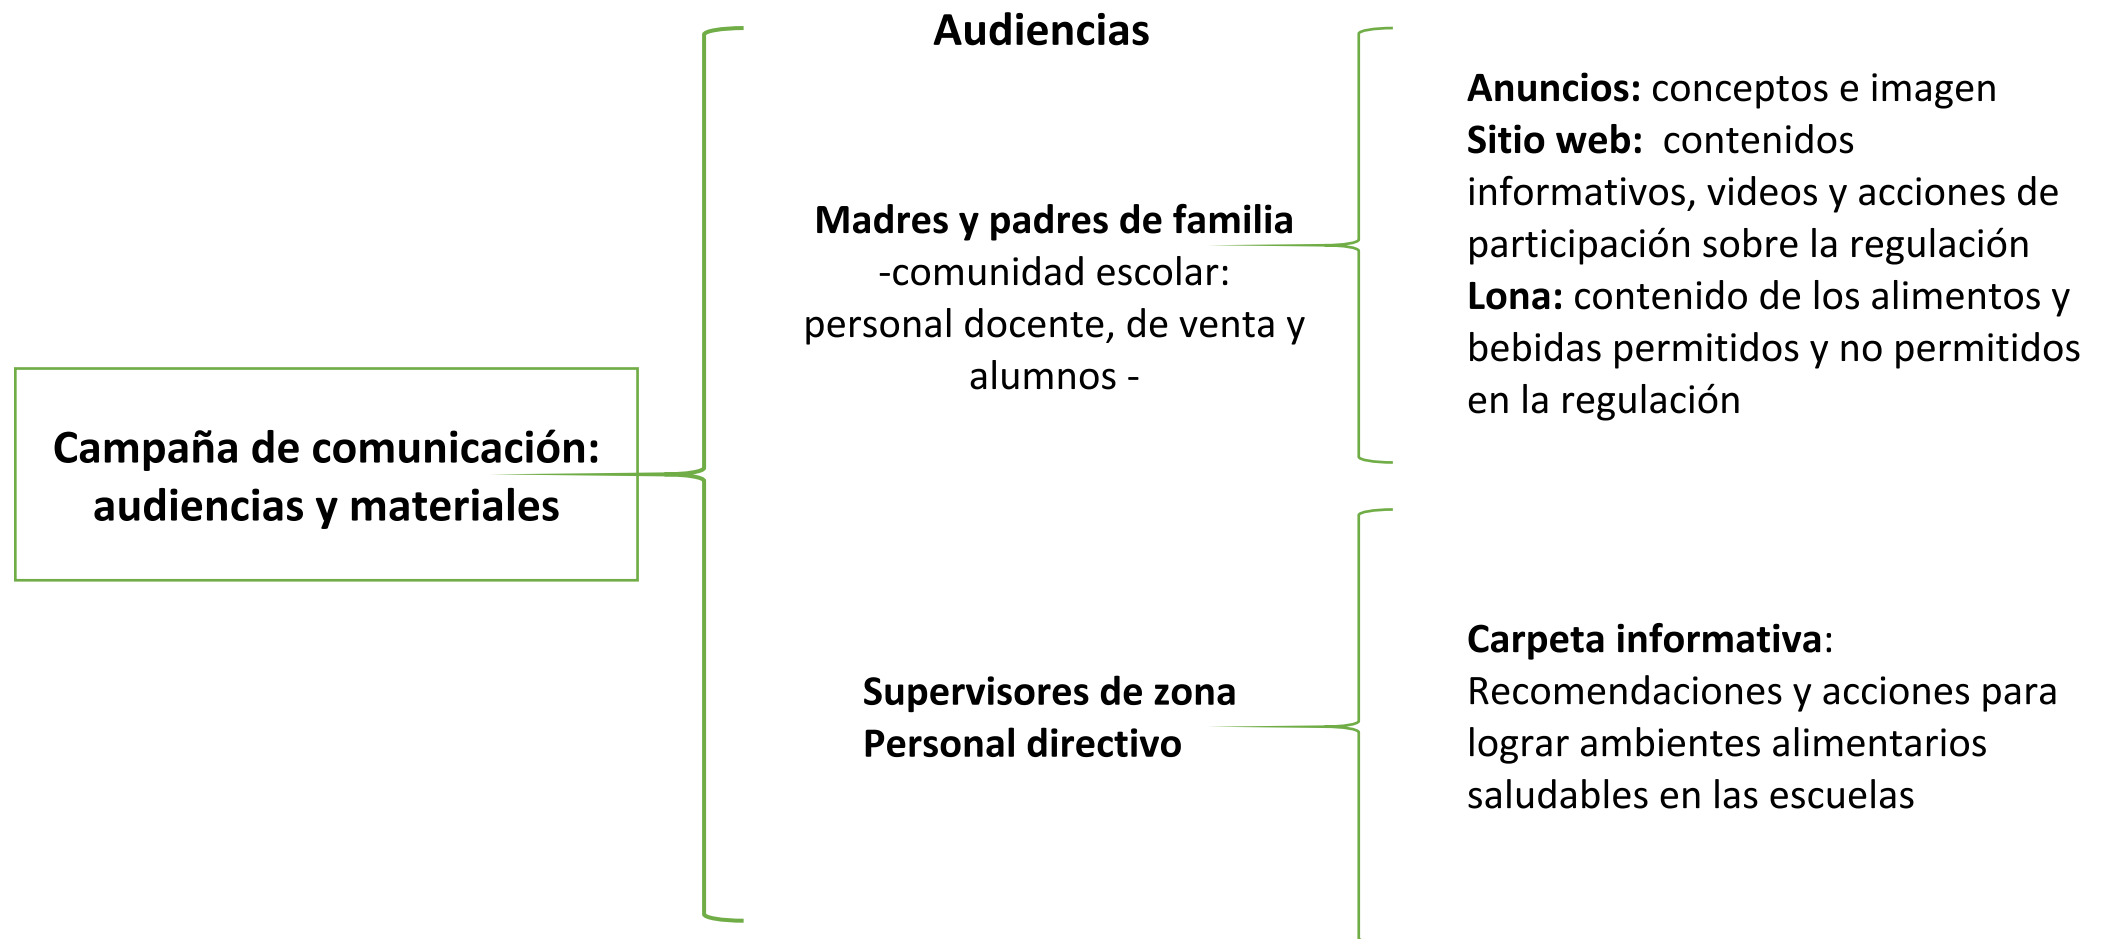 Campaña de comunicación:
audiencias y materiales
Audiencias
Madres y padres de familia
-comunidad escolar:
personal docente, de venta y
alumnos -
Anuncios: conceptos e imagen
Sitio web:  contenidos
informativos, videos y acciones de
participación sobre la regulación
Lona: contenido de los alimentos y
bebidas permitidos y no permitidos
en la regulación
Supervisores de zona
Personal directivo
Carpeta informativa:
Recomendaciones y acciones para
lograr ambientes alimentarios
saludables en las escuelas